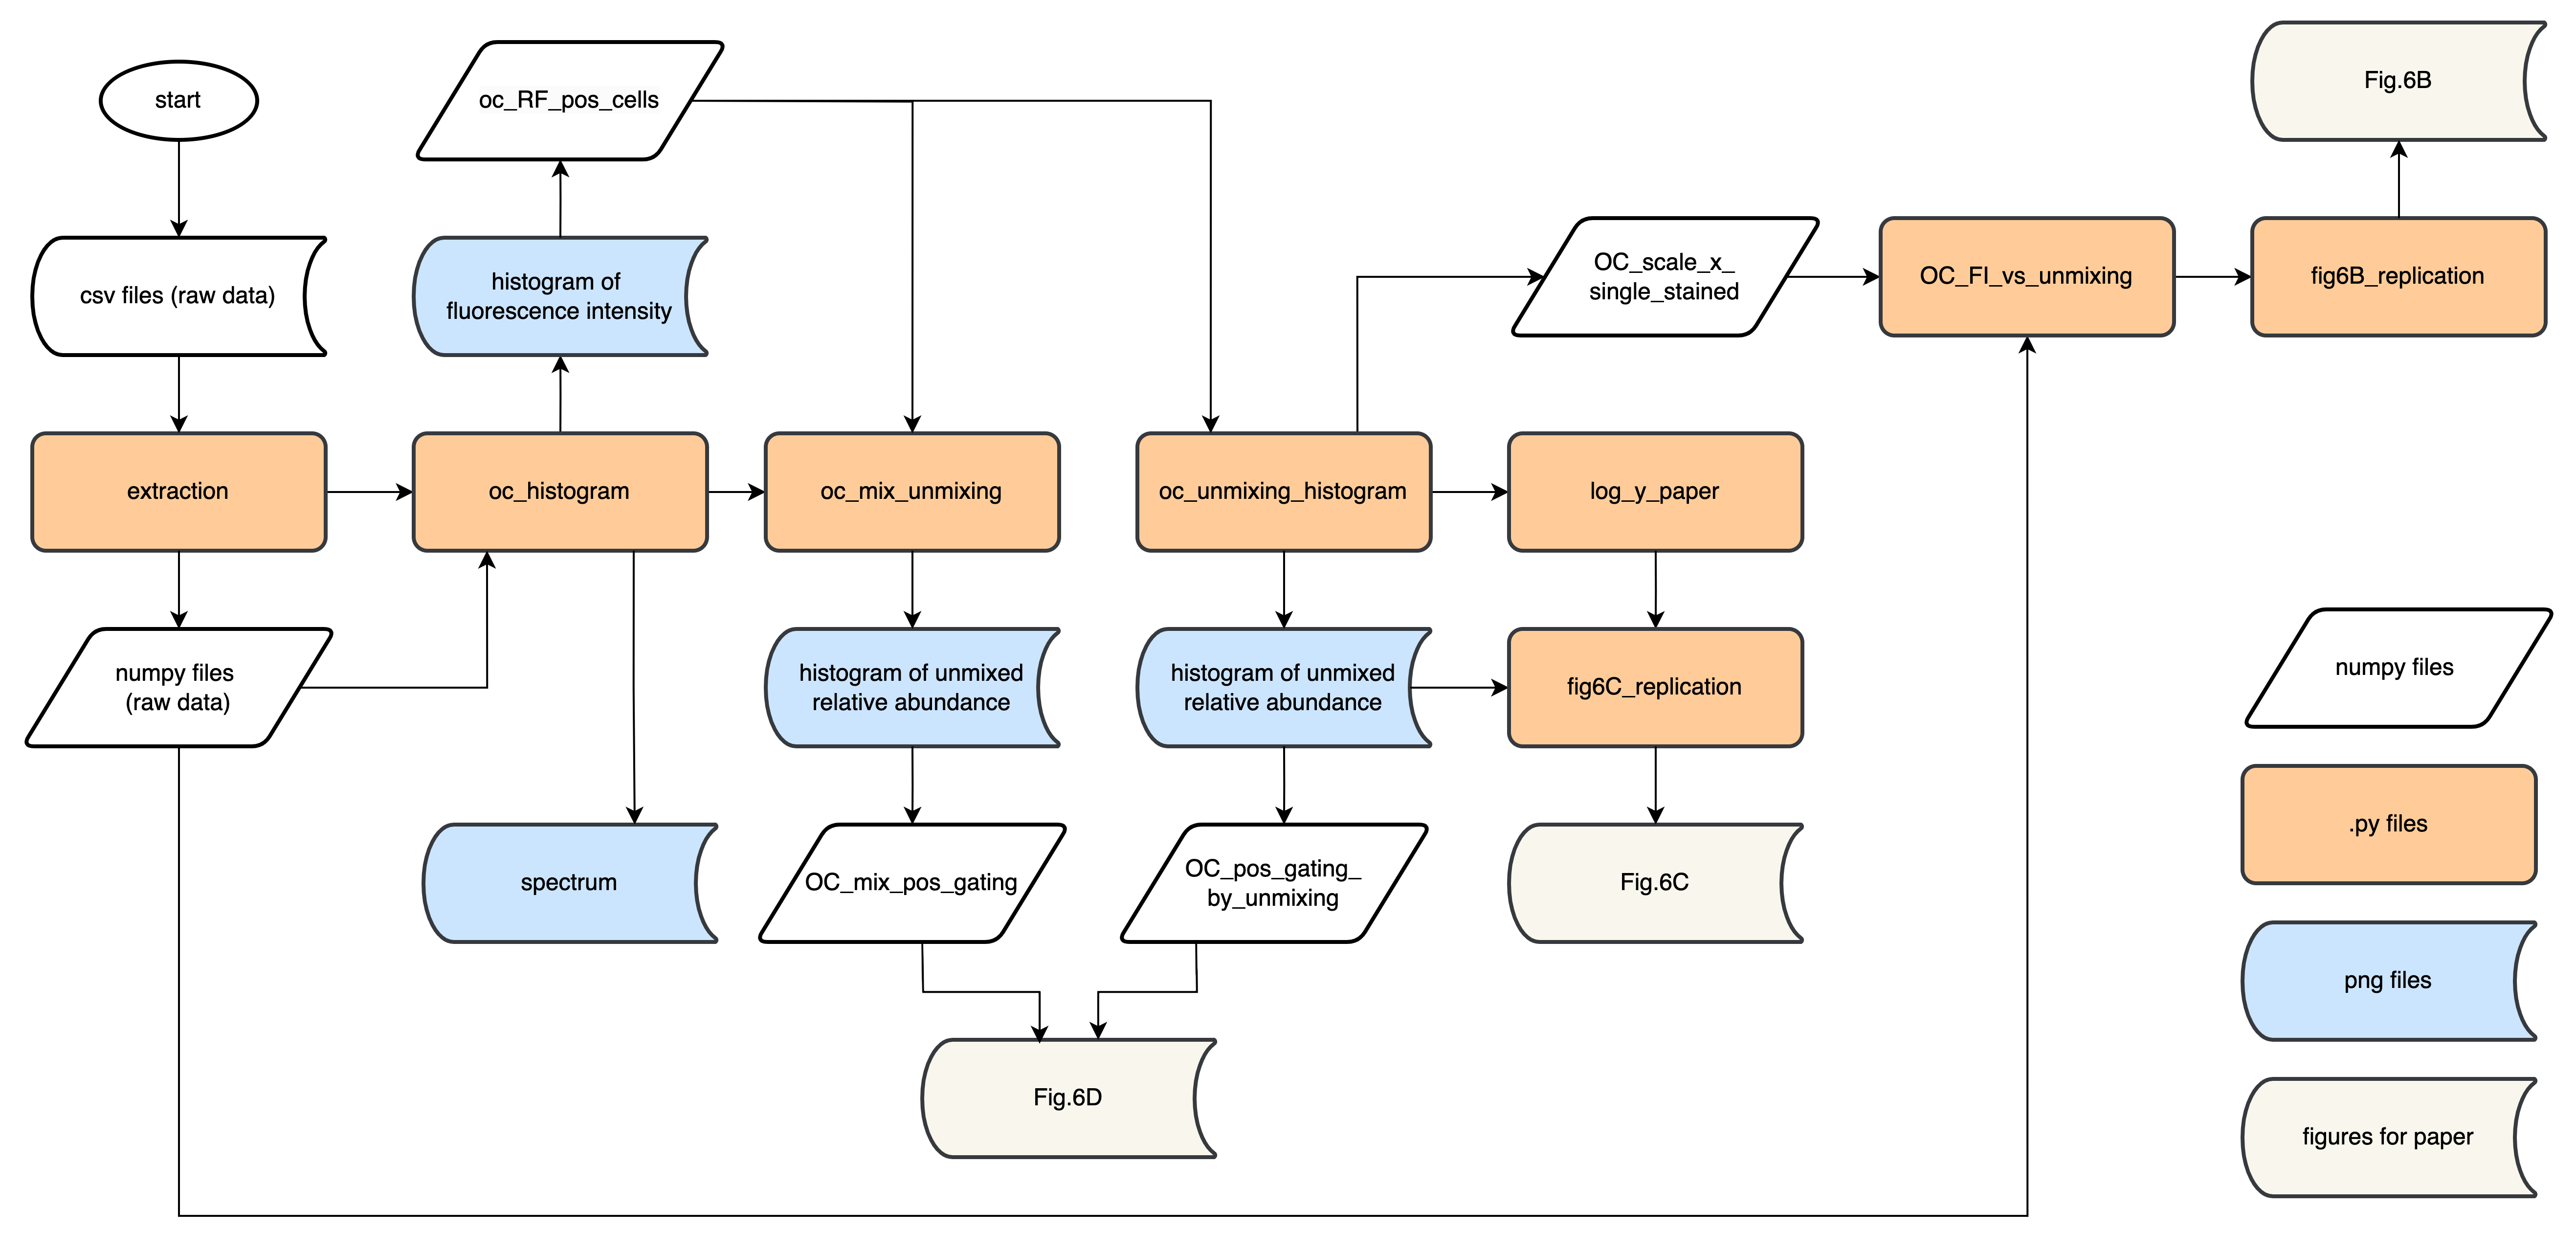 start
csv files (raw data)
extraction
numpy files
(raw data)
oc_RF_pos_cells
histogram of
fluorescence intensity
oc_histogram
spectrum
oc_mix_unmixing
histogram of unmixed
relative abundance
OC_mix_pos_gating
oc_unmixing_histogram
histogram of unmixed
relative abundance
OC_pos_gating_
by_unmixing
Fig.6D
OC_scale_x_
single_stained
log_y_paper
fig6C_replication
Fig.6C
OC_FI_vs_unmixing
Fig.6B
fig6B_replication
numpy files
.py files
png files
figures for paper